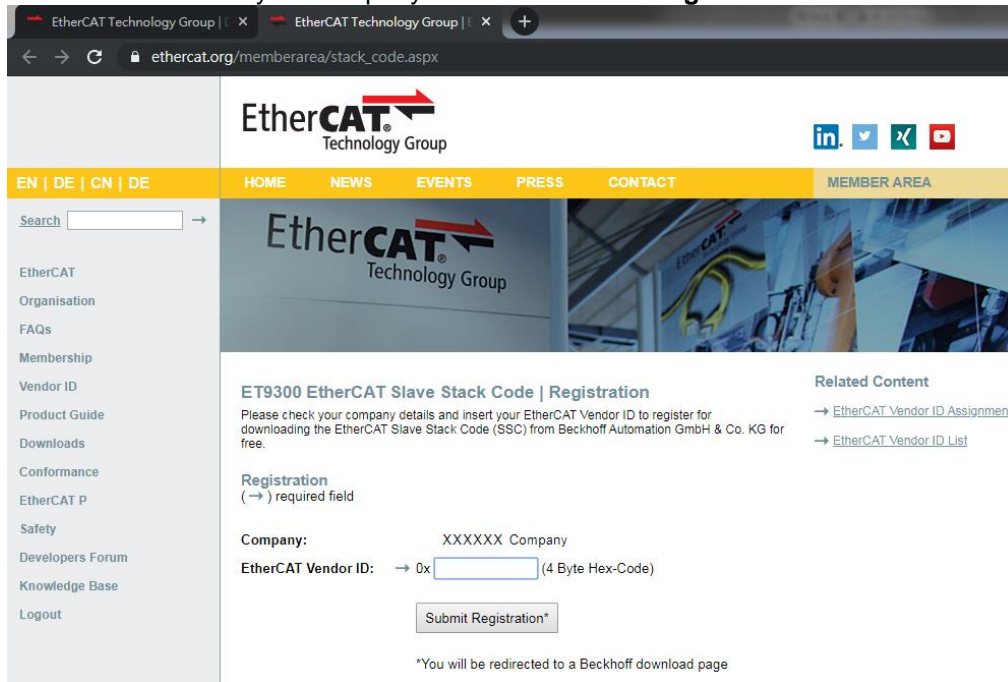 y company
g
EtherCAT Technology Group |
EtherCAT Technology Group | E
ethercat.org/memberarea/stack_code.aspx
EtherCAT®
Technology Group
in.
EN | DE | CN | DE
HOME NEWS EVENTS PRESS CONTACT MEMBER AREA
Search
EtherCAT
Organisation
FAQs
Membership
Vendor ID
Product Guide
Downloads
Conformance
EtherCAT P
Safety
Developers Forum
Knowledge Base
Logout
EtherCAT®
Technology Group
EtherCAT
ET9300 EtherCAT Slave Stack Code | Registration
Please check your company details and insert your EtherCAT Vendor ID to register for
downloading the EtherCAT Slave Stack Code (SSC) from Beckhoff Automation GmbH & Co. KG for
free.
Registration
( → ) required field
Company: XXXXXX Company
EtherCAT Vendor ID: → 0x (4 Byte Hex-Code)
Submit Registration*
*You will be redirected to a Beckhoff download page
Related Content
→ EtherCAT Vendor ID Assignmen
→ EtherCAT Vendor ID List